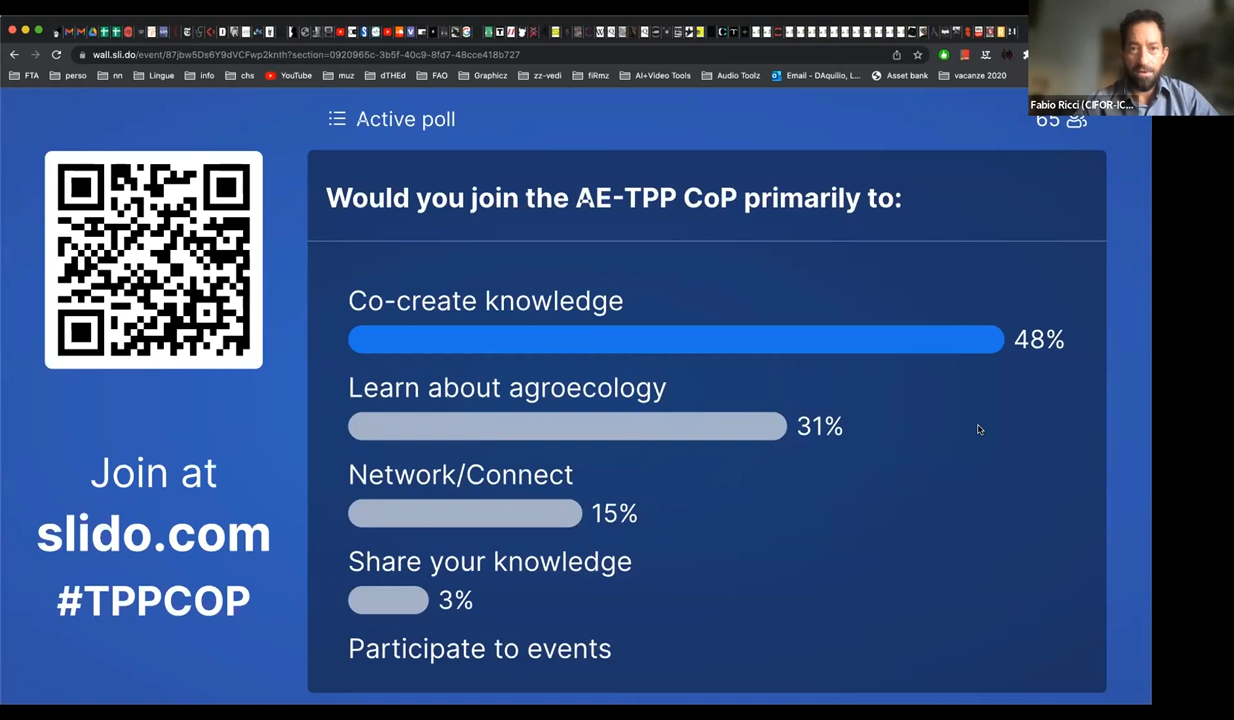 wall.sli.do/event/87jbw5Ds6Y9dVCFwp2knth?section=0920965c-3b5f-40c9-8fd7-48cce418b727
FTA perso nn Lingue info chs YouTube muz dTHEd FAO Graphicz zz-vedi fiRmz AI+Video Tools Audio Toolz Email - DAquilio, L... Asset bank vacanze 2020
Fabio Ricci (CIFOR-IC...
Active poll
65
Would you join the AE-TPP CoP primarily to:
Co-create knowledge
48%
Learn about agroecology
31%
Network/Connect
15%
Share your knowledge
3%
Participate to events
Join at
slido.com
#TPPCOP